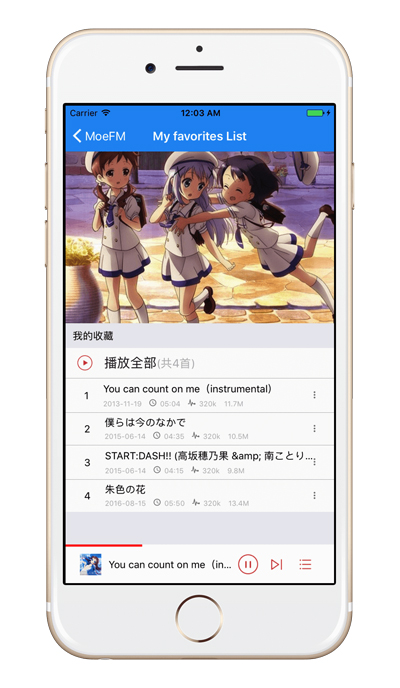 Carrier 12:03 AM
MoeFM My favorites List
我的收藏
播放全部(共4首)
1 You can count on me（instrumental）
2013-11-19 05:04 320k 11.7M
2 僕らは今のなかで
2015-06-14 04:35 320k 10.5M
3 START:DASH!! (高坂穂乃果 &amp; 南ことり...
2015-06-14 04:15 320k 9.8M
4 朱色の花
2016-08-15 05:50 320k 13.4M
You can count on me（in...